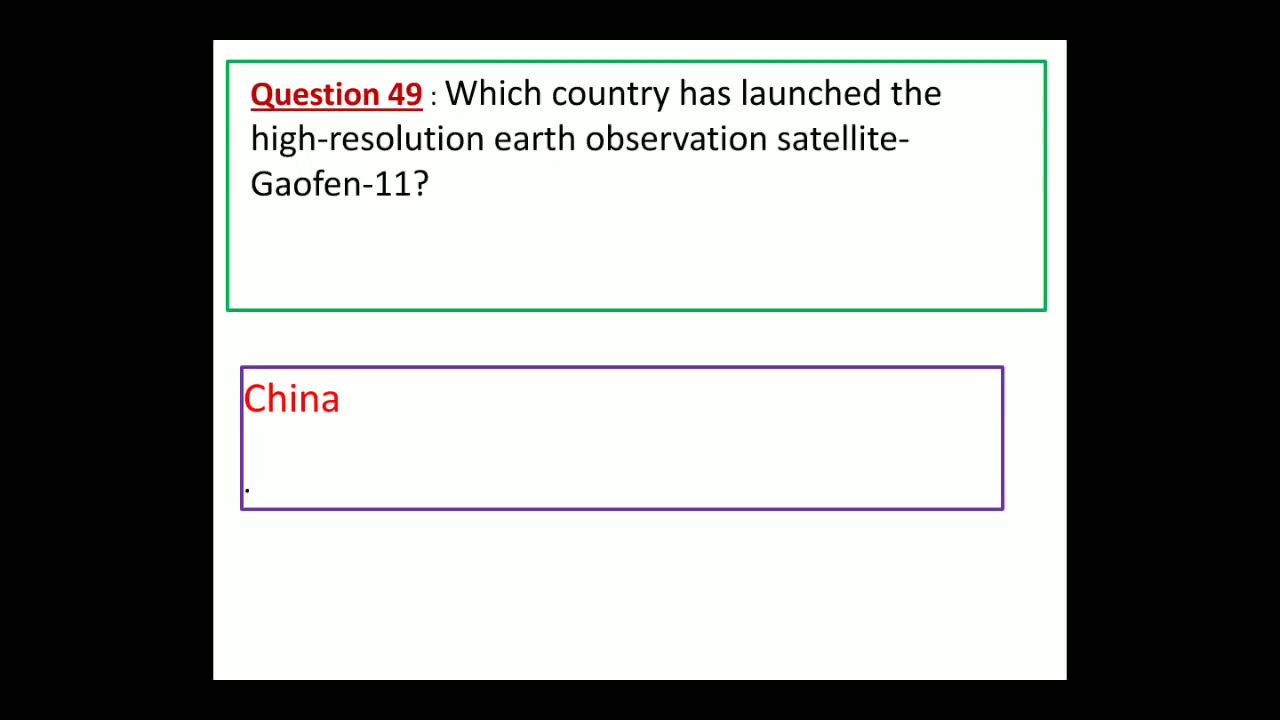 Question 49 : Which country has launched the
high-resolution earth observation satellite-
Gaofen-11?
China
.